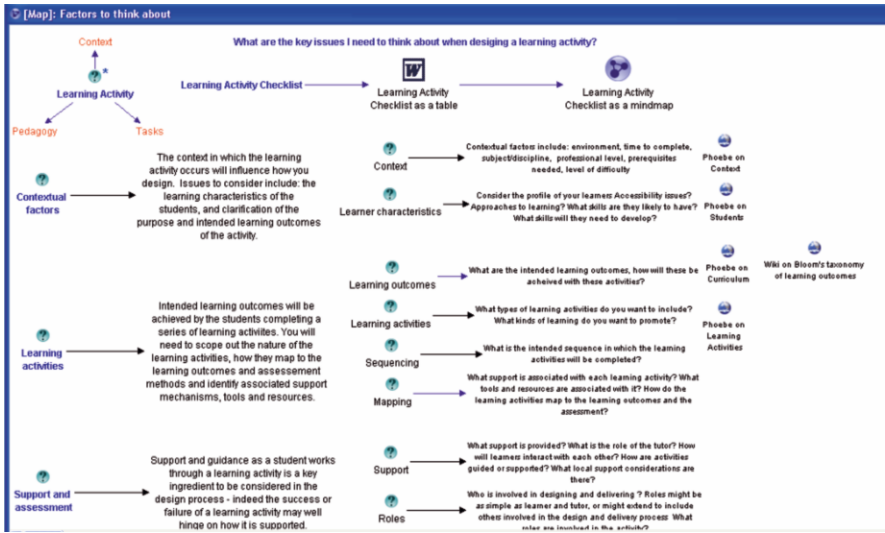 [Map]: Factors to think about
Context
Learning Activity
*
Pedagogy
Tasks
What are the key issues I need to think about when desiging a learning activity?
Learning Activity Checklist
Learning Activity
Checklist as a table
Learning Activity
Checklist as a mindmap
Contextual
factors
The context in which the learning
activity occurs will influence how you
design. Issues to consider include: the
learning characteristics of the
students, and clarification of the
purpose and intended learning outcomes
of the activity.
Context
Contextual factors include: environment, time to complete,
subject/discipline, professional level, prerequisites
needed, level of difficulty
Phoebe on
Context
Learner characteristics
Consider the profile of your learners Accessibility issues?
Approaches to learning? What skills are they likely to have?
What skills will they need to develop?
Phoebe on
Students
Learning outcomes
What are the intended learning outcomes, how will these be
acheived with these activities?
Phoebe on
Curriculum
Wiki on Bloom's taxonomy
of learning outcomes
Learning
activities
Intended learning outcomes will be
achieved by the students completing a
series of learning activiites. You will
need to scope out the nature of the
learning activities, how they map to the
learning outcomes and assessement
methods and identify associated support
mechanisms, tools and resources.
Learning activities
What types of learning activities do you want to include?
What kinds of learning do you want to promote?
Phoebe on
Learning
Activities
Sequencing
What is the intended sequence in which the learning
activities will be completed?
Mapping
What support is associated with each learning activity? What
tools and resources are associated with it? How do the
learning activities map to the learning outcomes and the
assessment?
Support and
assessment
Support and guidance as a student works
through a learning activity is a key
ingredient to be considered in the
design process - indeed the success or
failure of a learning activity may well
hinge on how it is supported.
Support
What support is provided? What is the role of the tutor? How
will learners interact with each other? How are activities
guided or supported? What local support considerations are
there?
Roles
Who is involved in designing and delivering ? Roles might be
as simple as learner and tutor, or might extend to include
others involved in the design and delivery process What
roles are involved in the activity?